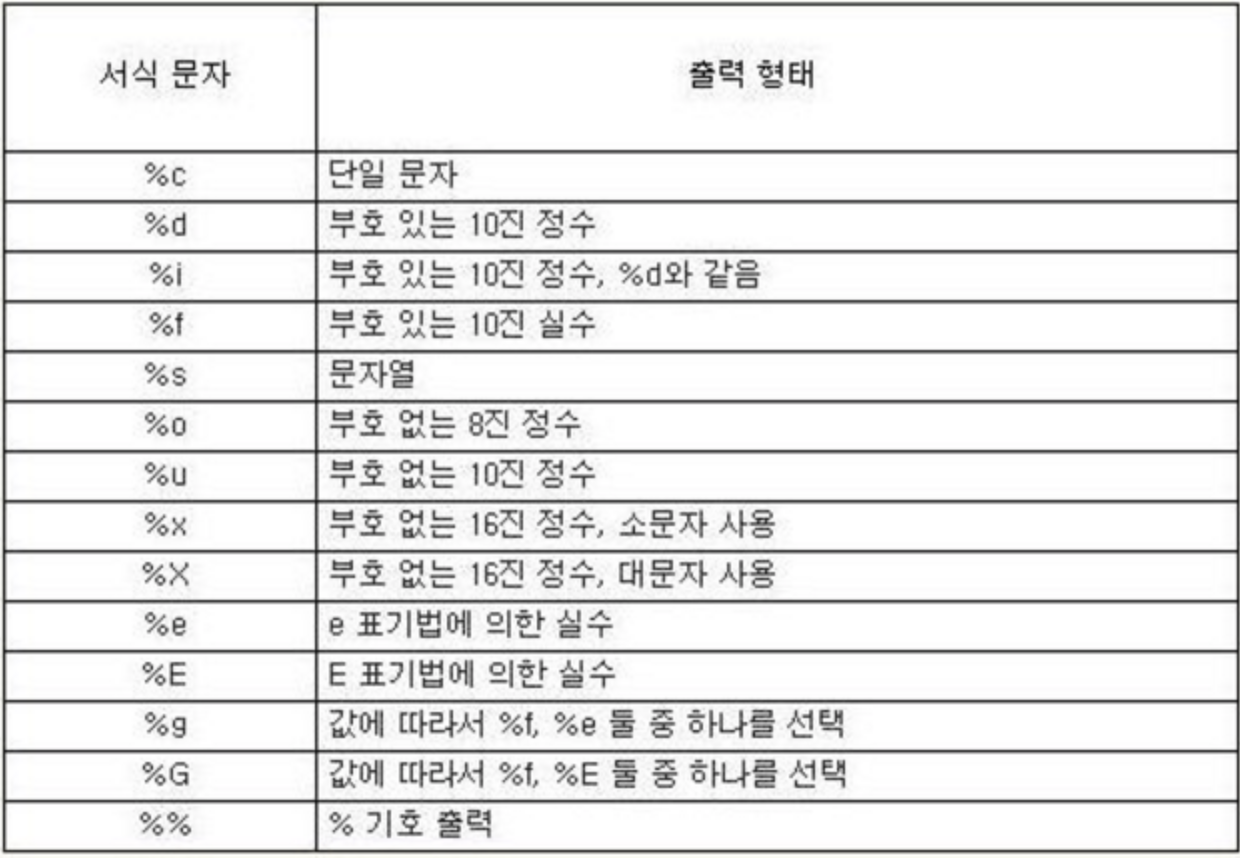 서식 문자 출력 형태
%c 단일 문자
%d 부호 있는 10진 정수
%i 부호 있는 10진 정수, %d와 같음
%f 부호 있는 10진 실수
%s 문자열
%o 부호 없는 8진 정수
%u 부호 없는 10진 정수
%x 부호 없는 16진 정수, 소문자 사용
%X 부호 없는 16진 정수, 대문자 사용
%e e 표기법에 의한 실수
%E E 표기법에 의한 실수
%g 값에 따라서 %f, %e 둘 중 하나를 선택
%G 값에 따라서 %f, %E 둘 중 하나를 선택
%% % 기호 출력